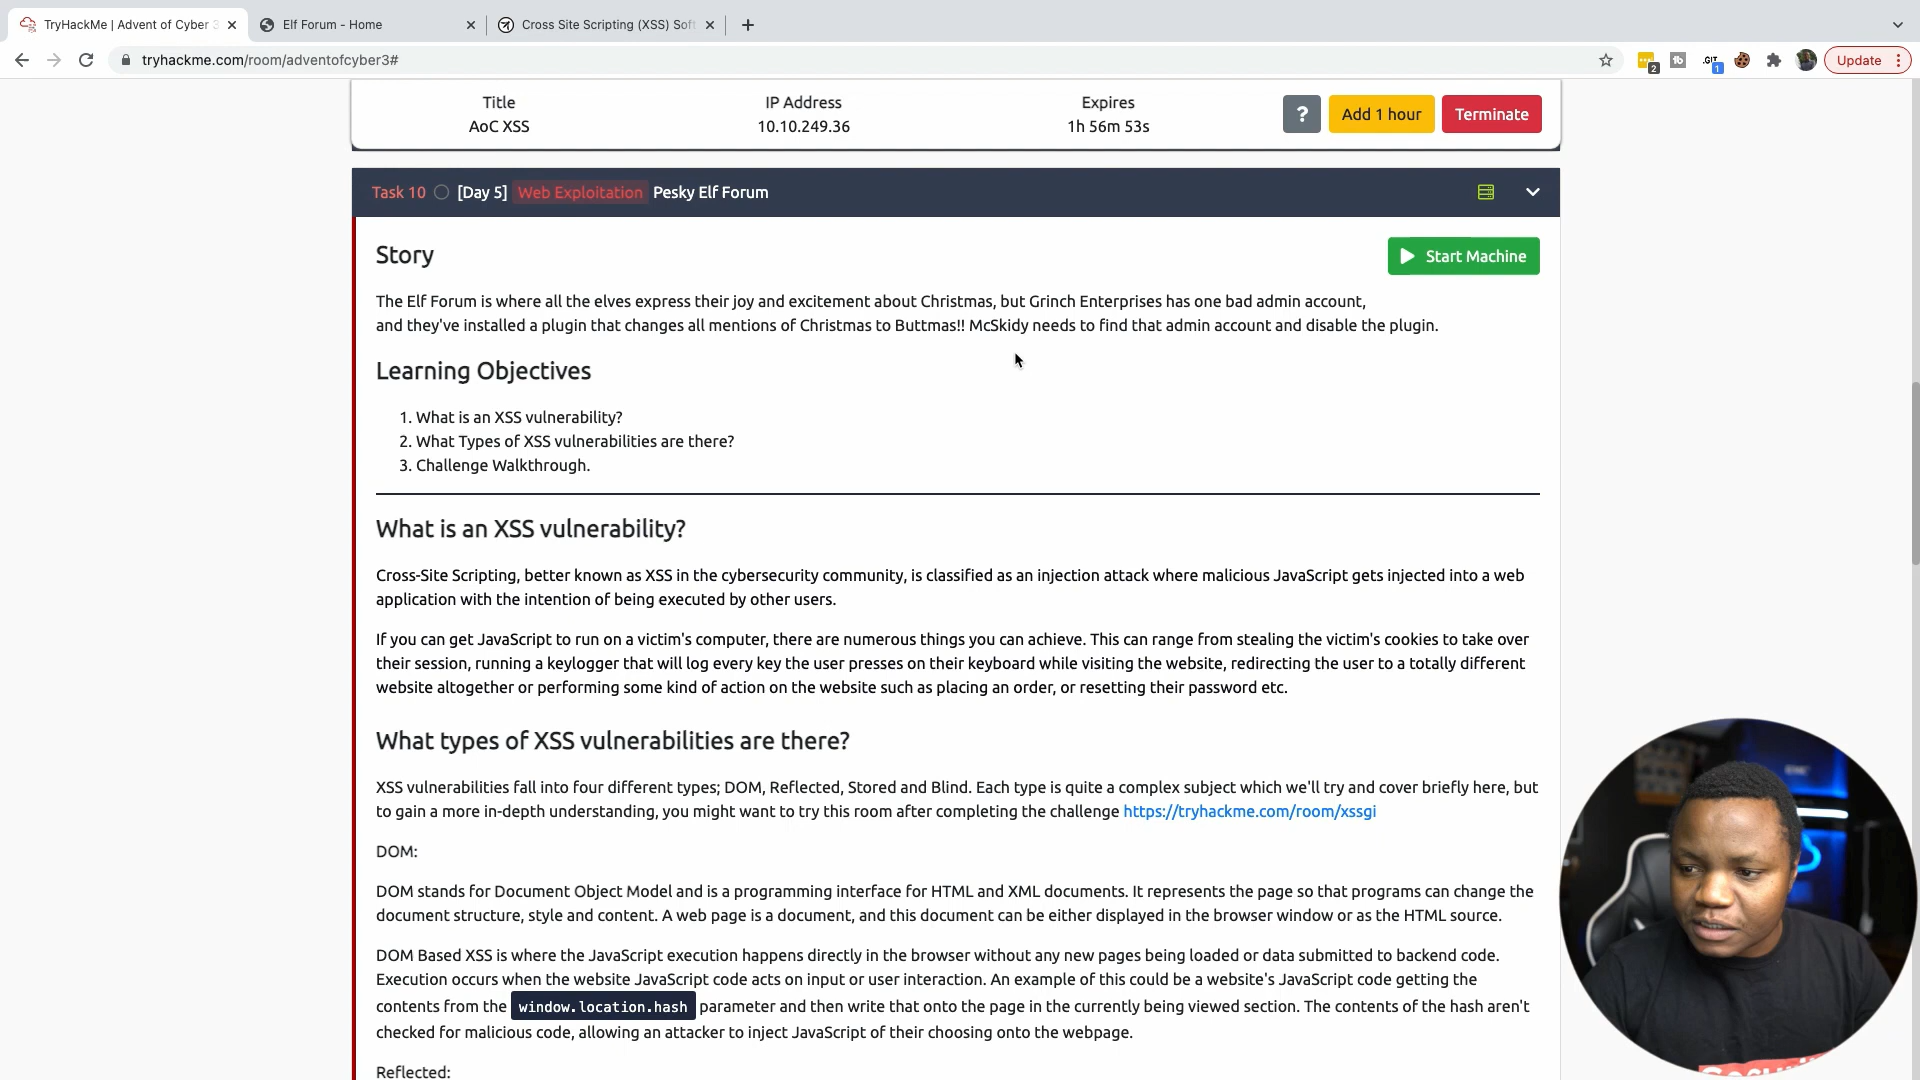 TryHackMe | Advent of Cyber 3
Elf Forum - Home
Cross Site Scripting (XSS) Soft
tryhackme.com/room/adventofcyber3#
2
1
Update
Title
IP Address
Expires
AoC XSS
10.10.249.36
1h 56m 53s
?
Add 1 hour
Terminate
Task 10 [Day 5] Web Exploitation Pesky Elf Forum
Story
Start Machine
The Elf Forum is where all the elves express their joy and excitement about Christmas, but Grinch Enterprises has one bad admin account,
and they've installed a plugin that changes all mentions of Christmas to Buttmas!! McSkidy needs to find that admin account and disable the plugin.
Learning Objectives
1. What is an XSS vulnerability?
2. What Types of XSS vulnerabilities are there?
3. Challenge Walkthrough.
What is an XSS vulnerability?
Cross-Site Scripting, better known as XSS in the cybersecurity community, is classified as an injection attack where malicious JavaScript gets injected into a web
application with the intention of being executed by other users.
If you can get JavaScript to run on a victim's computer, there are numerous things you can achieve. This can range from stealing the victim's cookies to take over
their session, running a keylogger that will log every key the user presses on their keyboard while visiting the website, redirecting the user to a totally different
website altogether or performing some kind of action on the website such as placing an order, or resetting their password etc.
What types of XSS vulnerabilities are there?
XSS vulnerabilities fall into four different types; DOM, Reflected, Stored and Blind. Each type is quite a complex subject which we'll try and cover briefly here, but
to gain a more in-depth understanding, you might want to try this room after completing the challenge https://tryhackme.com/room/xssgi
DOM:
DOM stands for Document Object Model and is a programming interface for HTML and XML documents. It represents the page so that programs can change the
document structure, style and content. A web page is a document, and this document can be either displayed in the browser window or as the HTML source.
DOM Based XSS is where the JavaScript execution happens directly in the browser without any new pages being loaded or data submitted to backend code.
Execution occurs when the website JavaScript code acts on input or user interaction. An example of this could be a website's JavaScript code getting the
contents from the window.location.hash parameter and then write that onto the page in the currently being viewed section. The contents of the hash aren't
checked for malicious code, allowing an attacker to inject JavaScript of their choosing onto the webpage.
Reflected: